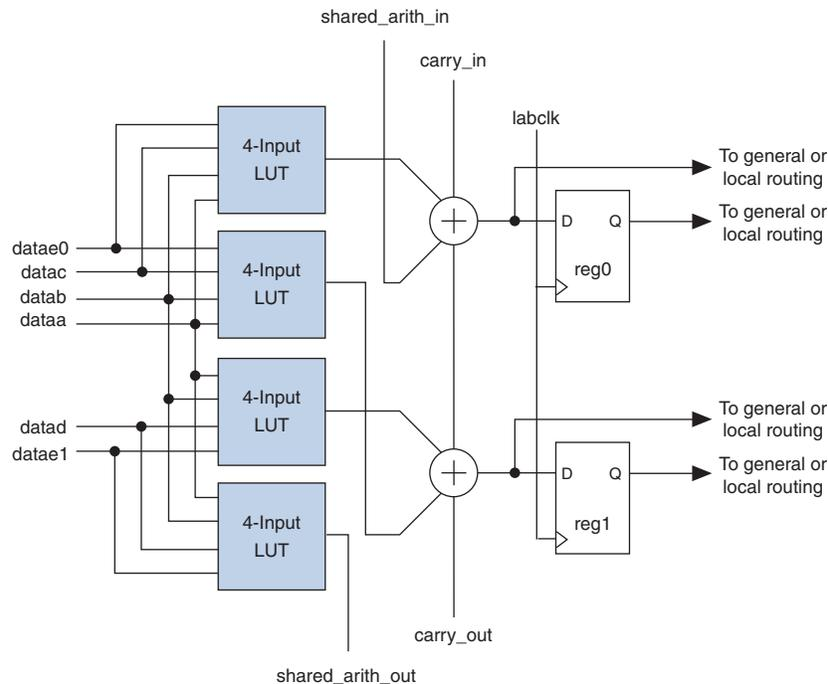 shared_arith_in
carry_in
labclk
4-Input
LUT
To general or
local routing
D Q
reg0
To general or
local routing
4-Input
LUT
datae0
datac
datab
dataa
4-Input
LUT
To general or
local routing
datad
datae1
D Q
reg1
To general or
local routing
4-Input
LUT
carry_out
shared_arith_out